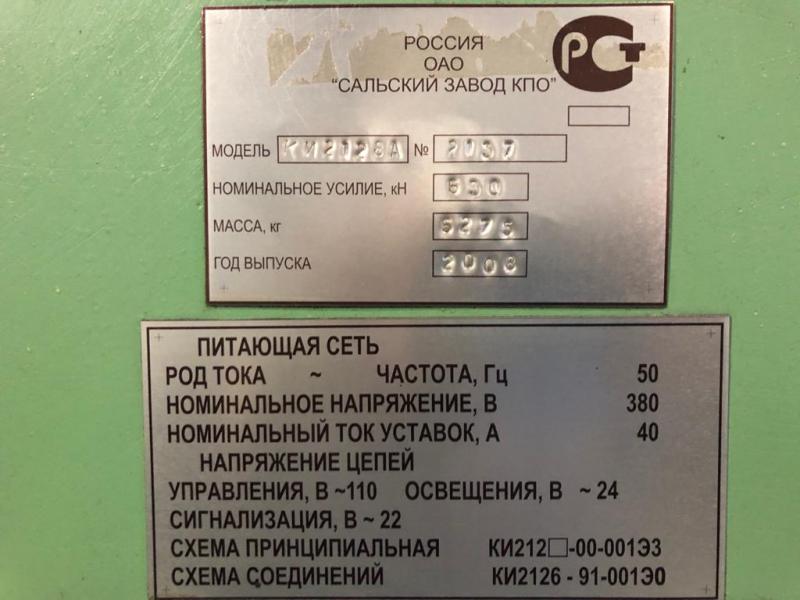 РОССИЯ
ОАО
"САЛЬСКИЙ ЗАВОД КПО"
РСТ
МОДЕЛЬ КИ2128А №
НОМИНАЛЬНОЕ УСИЛИЕ, кН 630
МАССА, кг 6275
ГОД ВЫПУСКА 2008
ПИТАЮЩАЯ СЕТЬ
РОД ТОКА ~ ЧАСТОТА, Гц 50
НОМИНАЛЬНОЕ НАПРЯЖЕНИЕ, В 380
НОМИНАЛЬНЫЙ ТОК УСТАВОК, А 40
НАПРЯЖЕНИЕ ЦЕПЕЙ
УПРАВЛЕНИЯ, В ~110 ОСВЕЩЕНИЯ, В ~ 24
СИГНАЛИЗАЦИЯ, В ~ 22
СХЕМА ПРИНЦИПИАЛЬНАЯ КИ212□-00-001Э3
СХЕМА СОЕДИНЕНИЙ КИ2126 - 91-001Э0